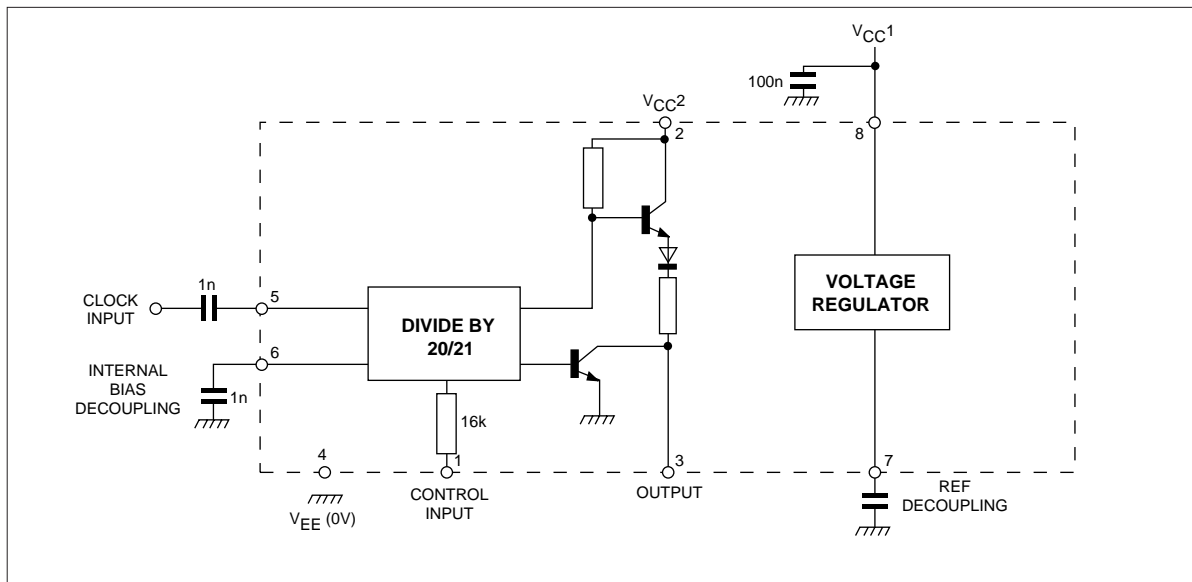 VCC1
100n
VCC2
2
8
1n
CLOCK
INPUT
5
DIVIDE BY
20/21
VOLTAGE
REGULATOR
6
INTERNAL
BIAS
DECOUPLING
1n
16k
4
1
3
7
VEE (0V)
CONTROL
INPUT
OUTPUT
REF
DECOUPLING